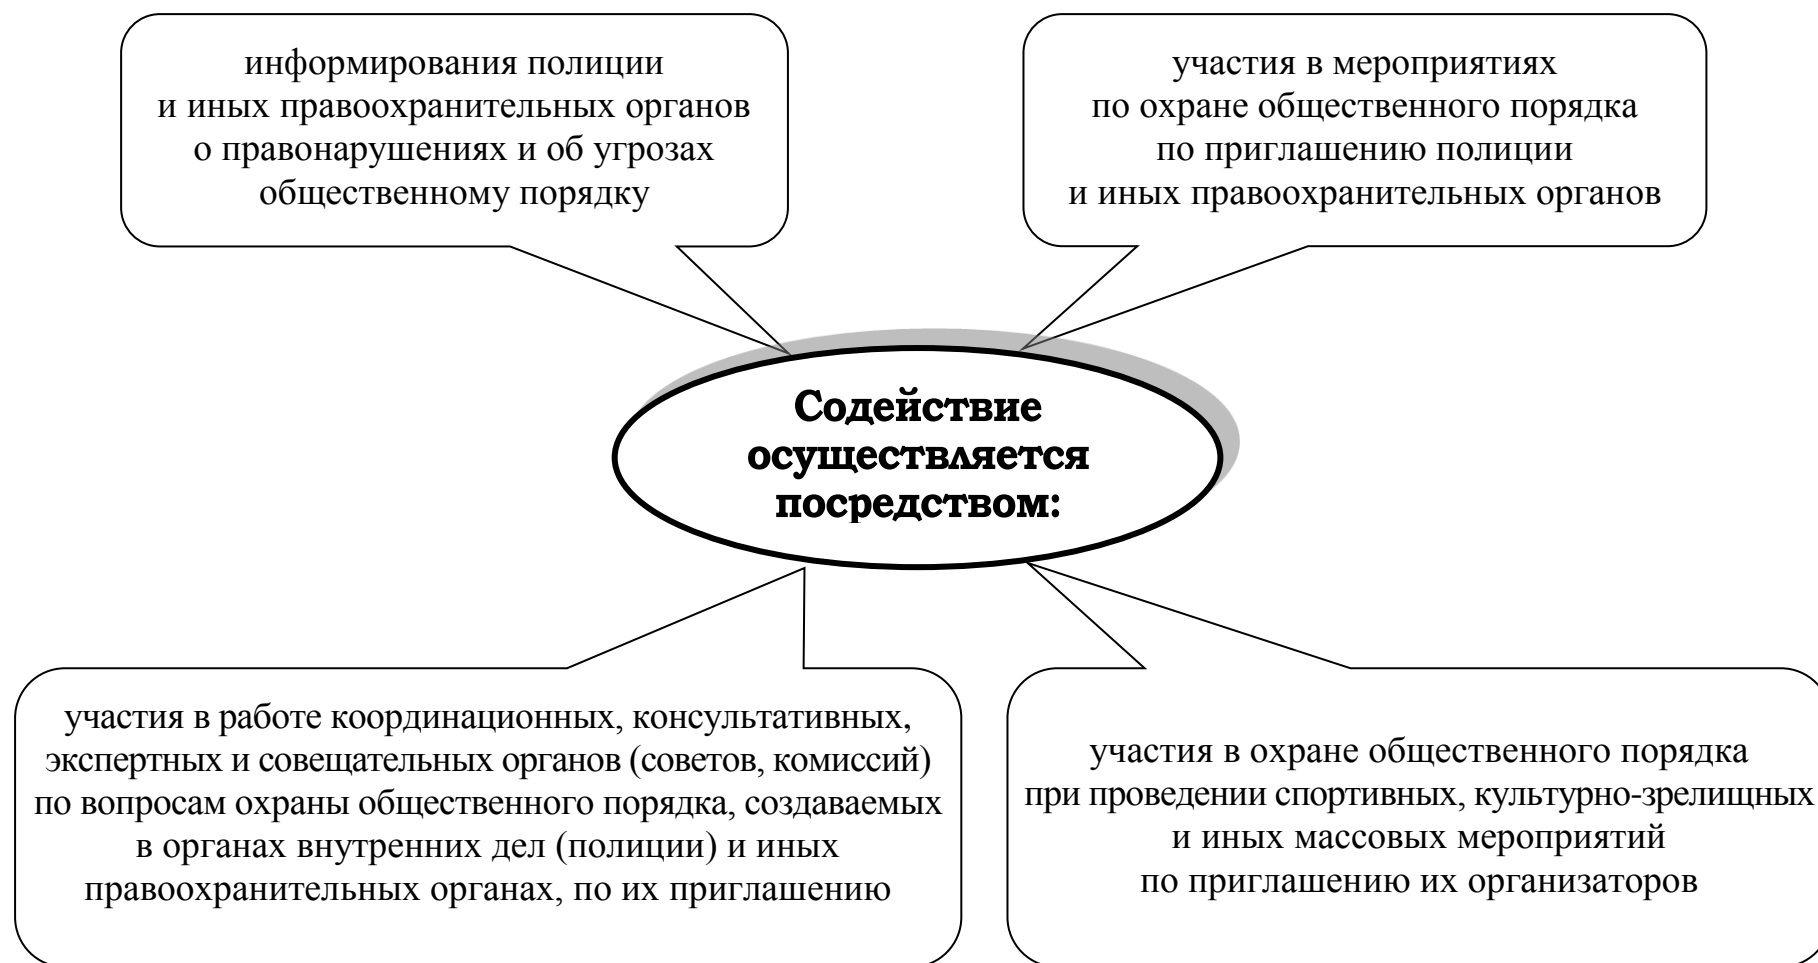 информирования полиции
и иных правоохранительных органов
о правонарушениях и об угрозах
общественному порядку
участия в мероприятиях
по охране общественного порядка
по приглашению полиции
и иных правоохранительных органов
Содействие
осуществляется
посредством:
участия в работе координационных, консультативных,
экспертных и совещательных органов (советов, комиссий)
по вопросам охраны общественного порядка, создаваемых
в органах внутренних дел (полиции) и иных
правоохранительных органах, по их приглашению
участия в охране общественного порядка
при проведении спортивных, культурно-зрелищных
и иных массовых мероприятий
по приглашению их организаторов